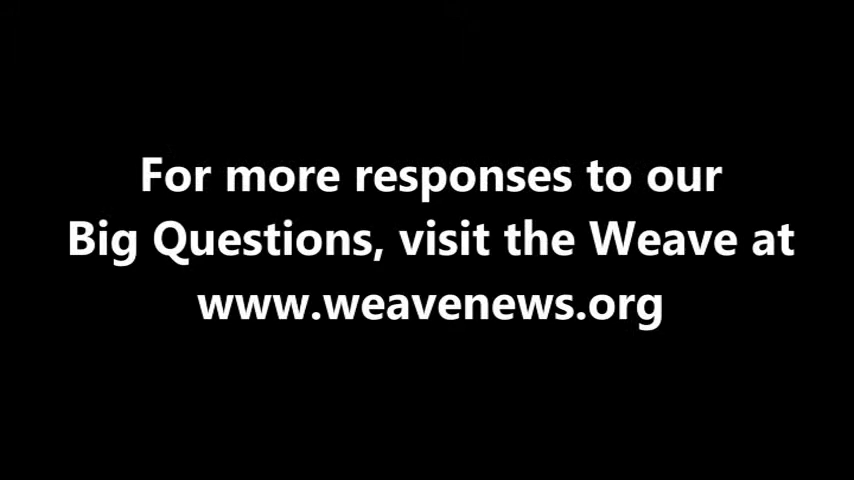 For more responses to our
Big Questions, visit the Weave at
www.weavenews.org